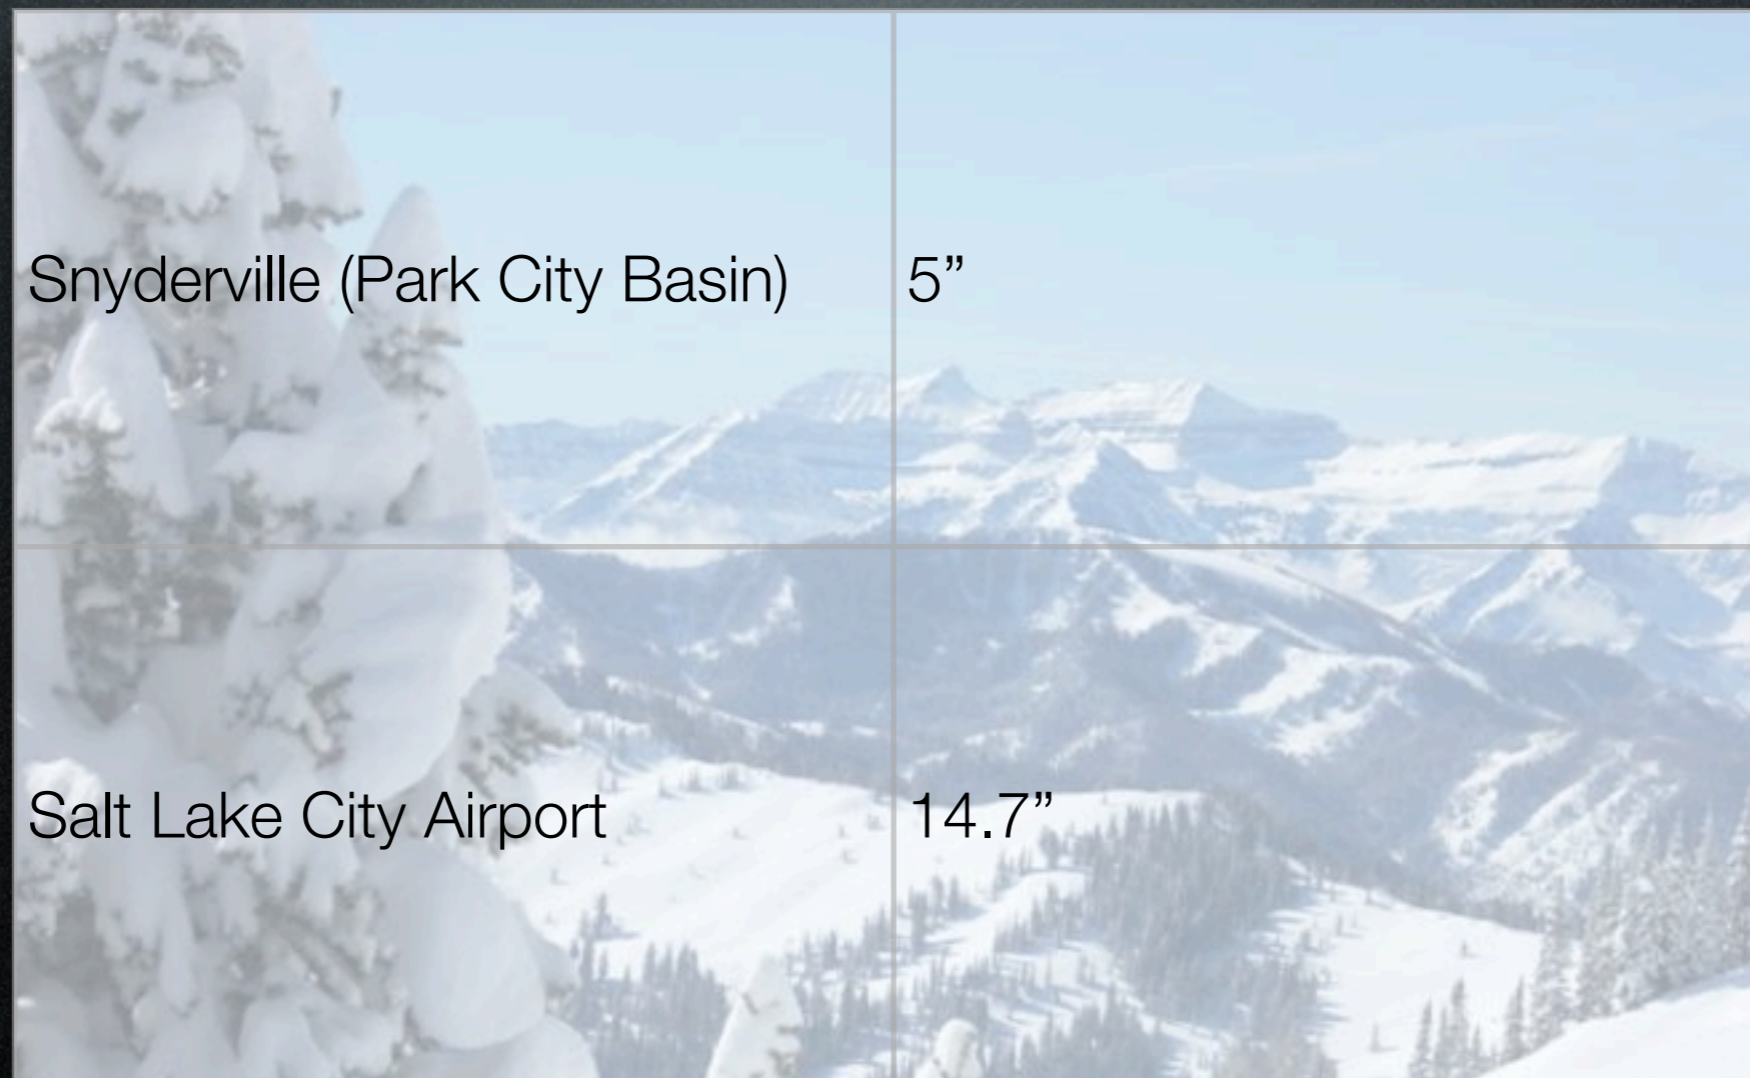 Snyderville (Park City Basin) 5”
Salt Lake City Airport 14.7”